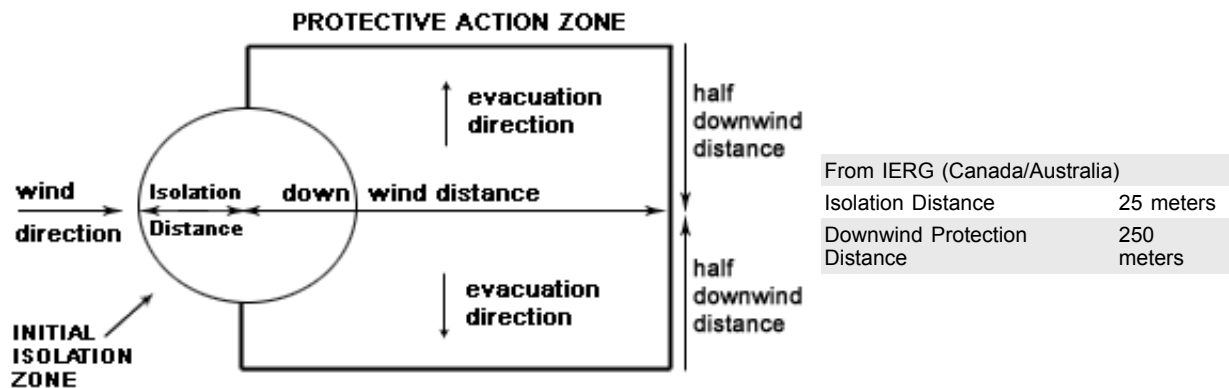 PROTECTIVE ACTION ZONE
evacuation
direction
half
downwind
distance
wind
direction
Isolation
Distance
down wind distance
evacuation
direction
half
downwind
distance
INITIAL
ISOLATION
ZONE
From IERG (Canada/Australia)
Isolation Distance 25 meters
Downwind Protection 250
Distance meters